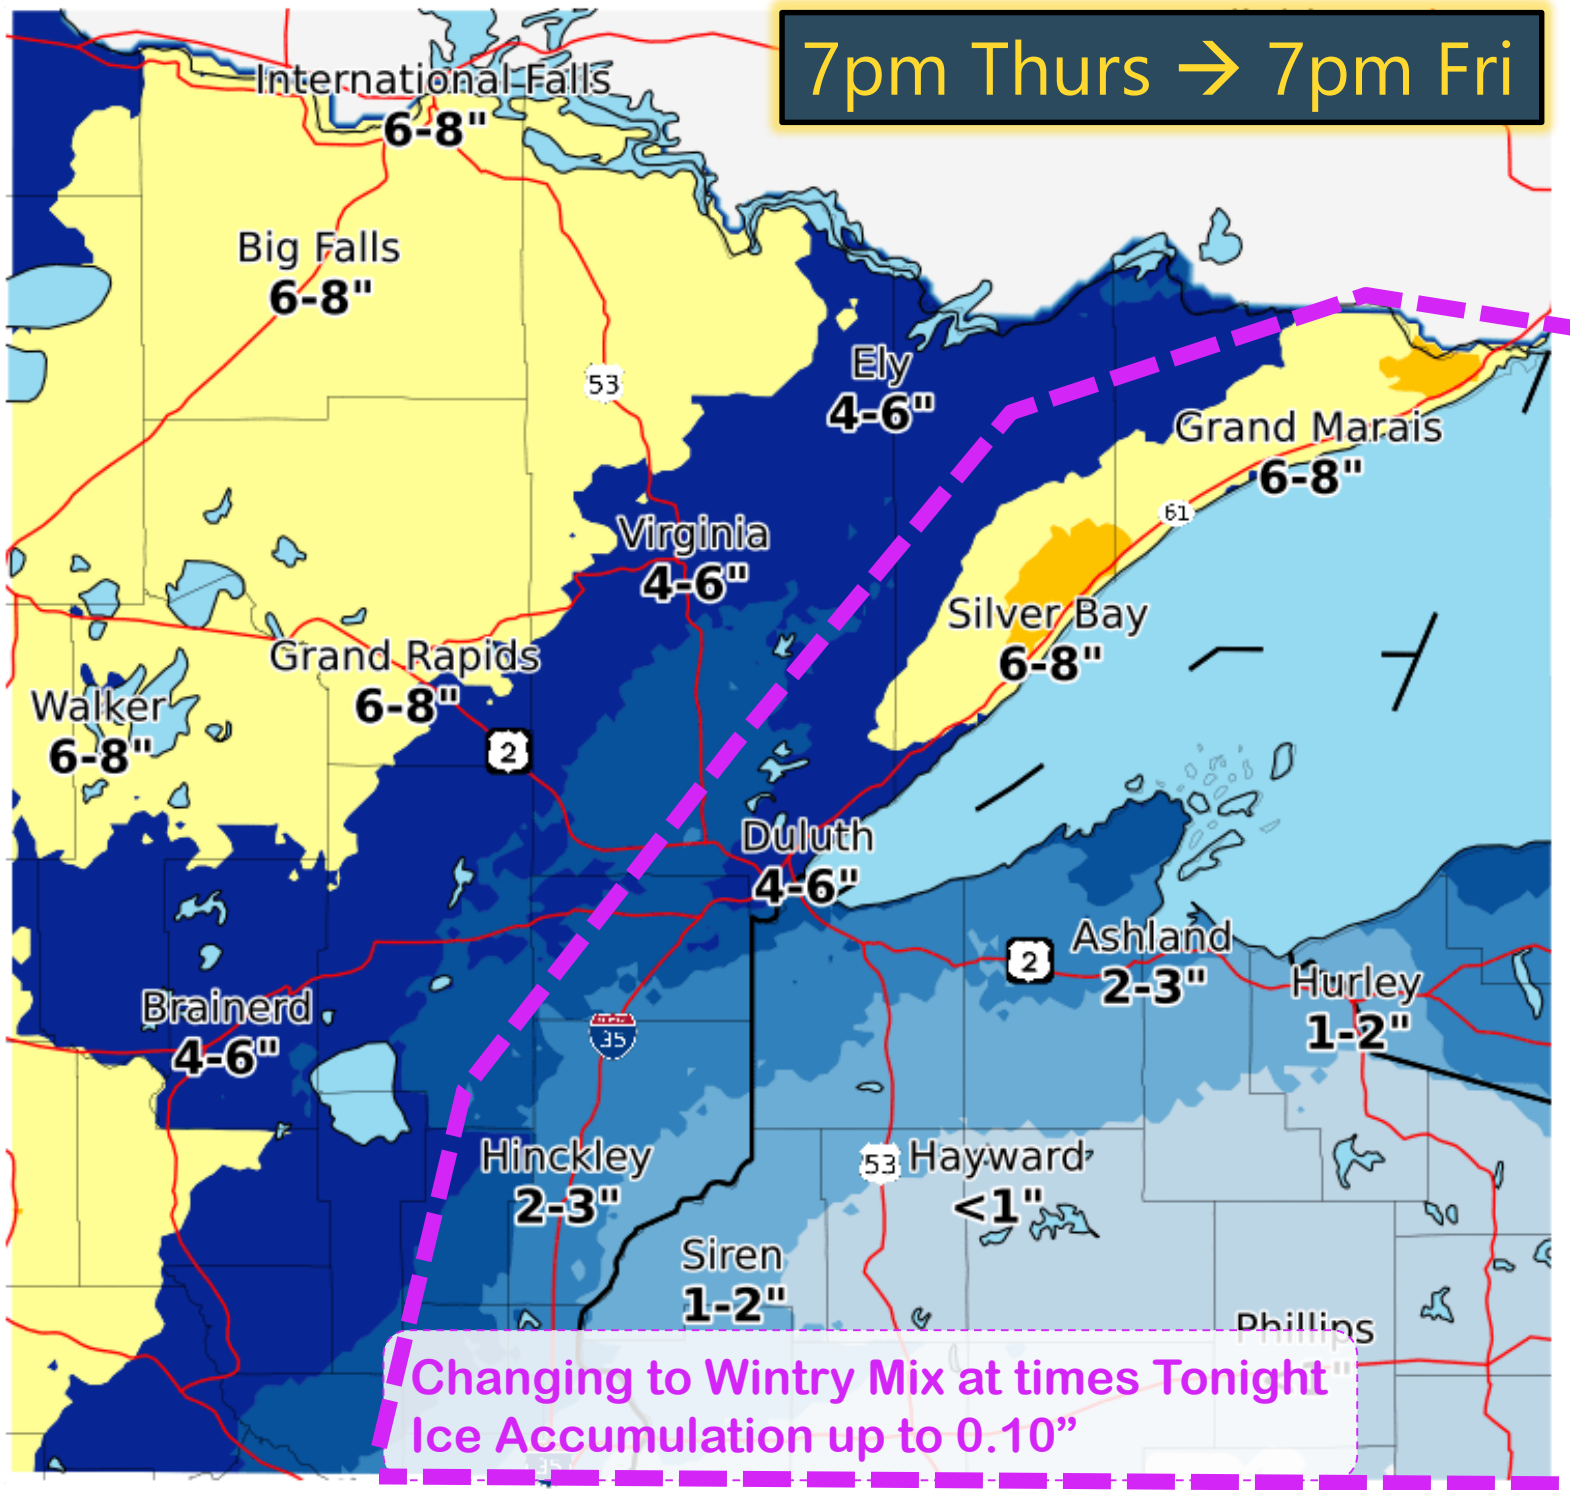 7pm Thurs → 7pm Fri
International Falls
6-8"
Big Falls
6-8"
53
Ely
4-6"
Grand Marais
6-8"
61
Virginia
4-6"
Silver Bay
6-8"
Grand Rapids
6-8"
Walker
6-8"
2
Duluth
4-6"
Ashland
2-3"
2
Hurley
1-2"
Brainerd
4-6"
35
Hinckley
2-3"
53
Hayward
<1"
Siren
1-2"
Phillips
Changing to Wintry Mix at times Tonight
Ice Accumulation up to 0.10”
35